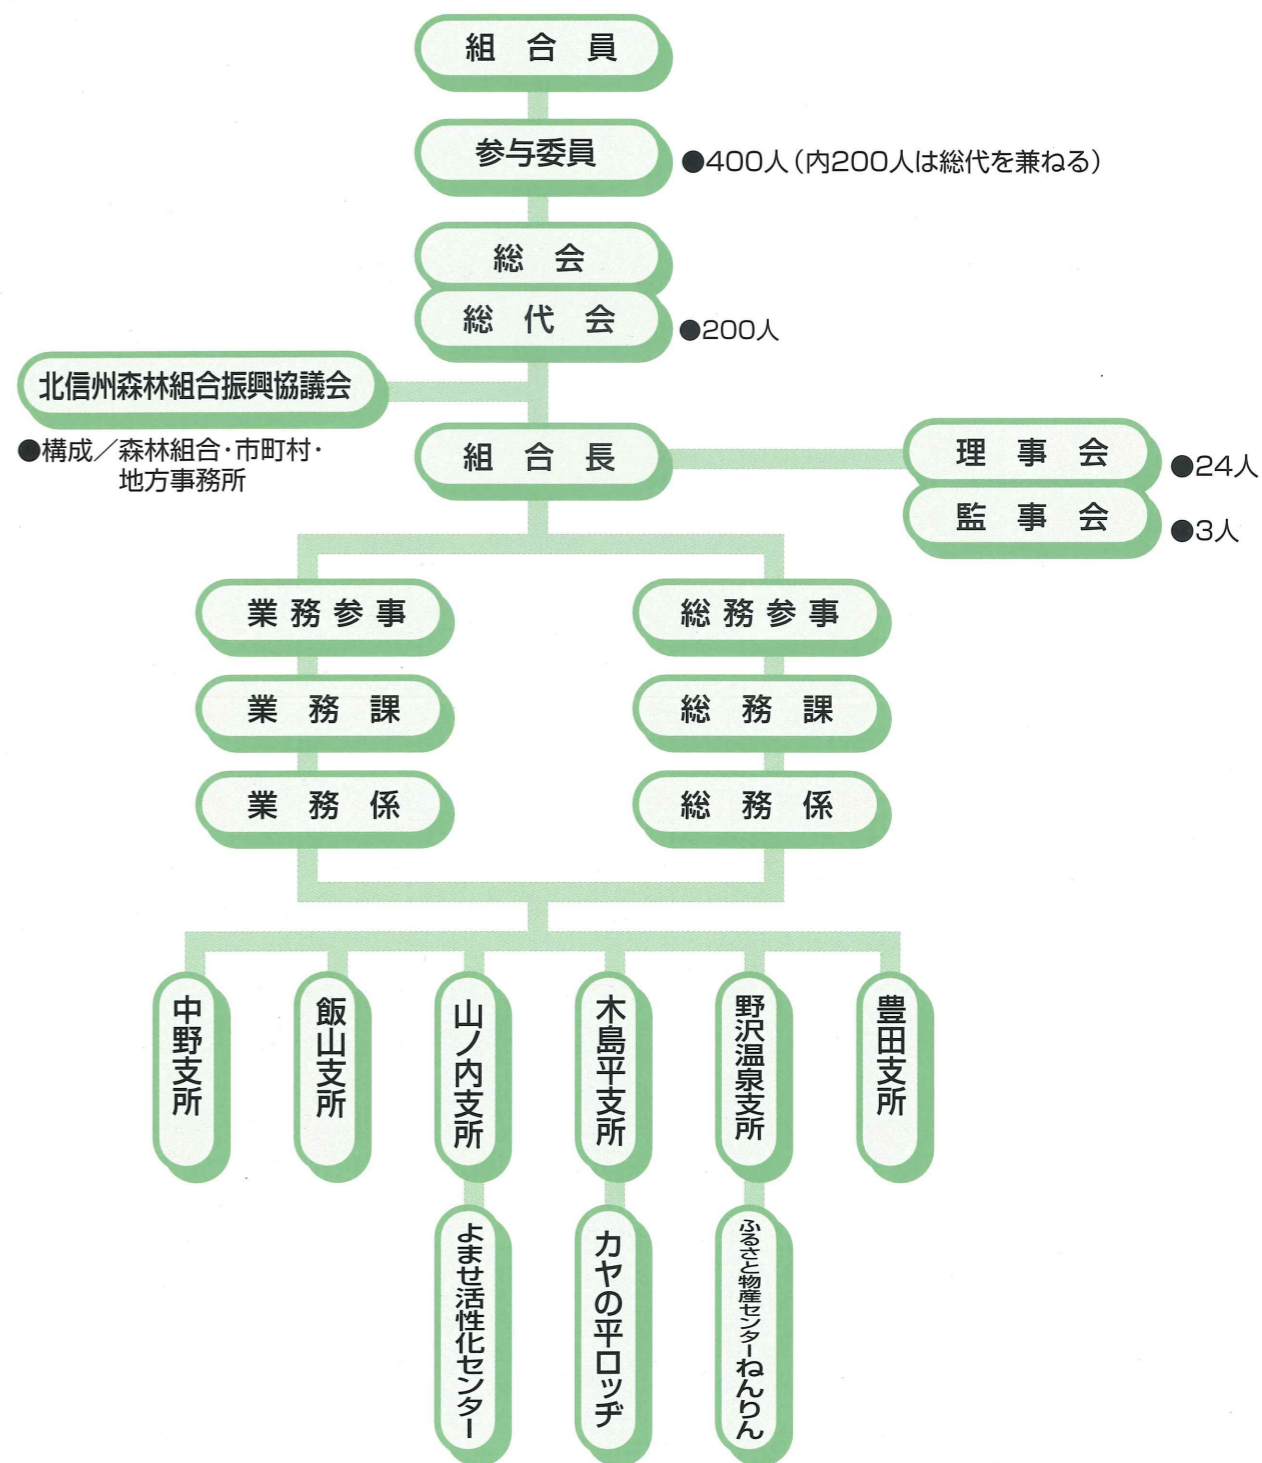 組合員
参与委員
●400人(内200人は総代を兼ねる)
総会
総代会
●200人
北信州森林組合振興協議会
●構成／森林組合・市町村・
地方事務所
組合長
理事会
●24人
監事会
●3人
業務参事
総務参事
業務課
総務課
業務係
総務係
中野支所
飯山支所
山ノ内支所
木島平支所
野沢温泉支所
豊田支所
よませ活性化センター
カヤの平ロッヂ
ふるさと物産センターねんりん